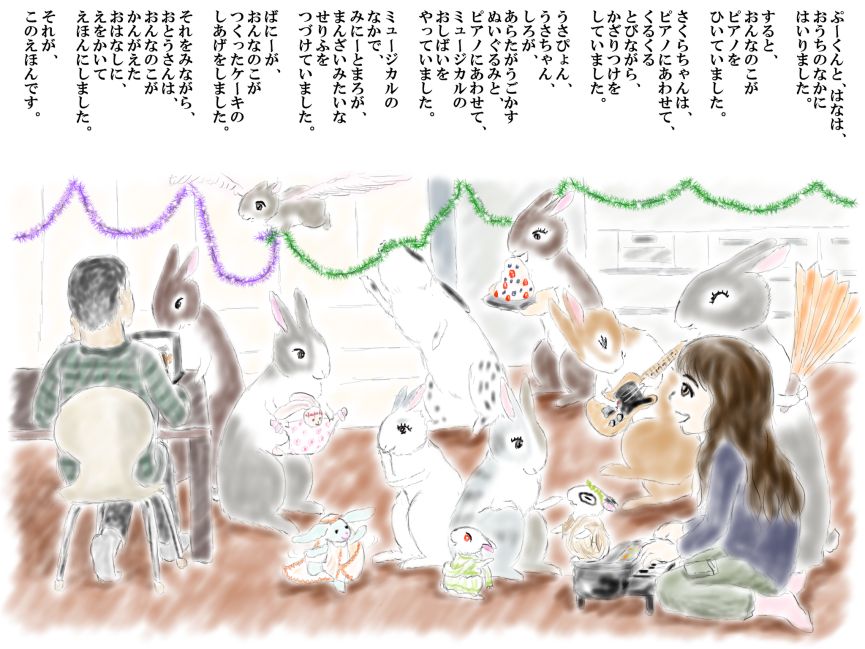 ぷーくんと、はなは、
おうちのなかに
はいりました。
すると、
おんなのこが
ピアノを
ひいていました。
さくらちゃんは、
ピアノにあわせて、
くるくる
とびながら、
かざりつけを
していました。
うさぴょん、
うさちゃん、
しろが、
あらたがうごかす
ぬいぐるみと、
ピアノにあわせて、
ミュージカルの
おしばいを
やっていました。
ミュージカルの
なかで、
みにーとまろが、
まんざいみたいな
せりふを
つづけていました。
ばにーが、
おんなのこが
つくったケーキの
しあげをしました。
それをみながら、
おとうさんは、
おんなのこが
かんがえた
おはなしに、
えをかいて
えほんにしました。
それが、
このえほんです。